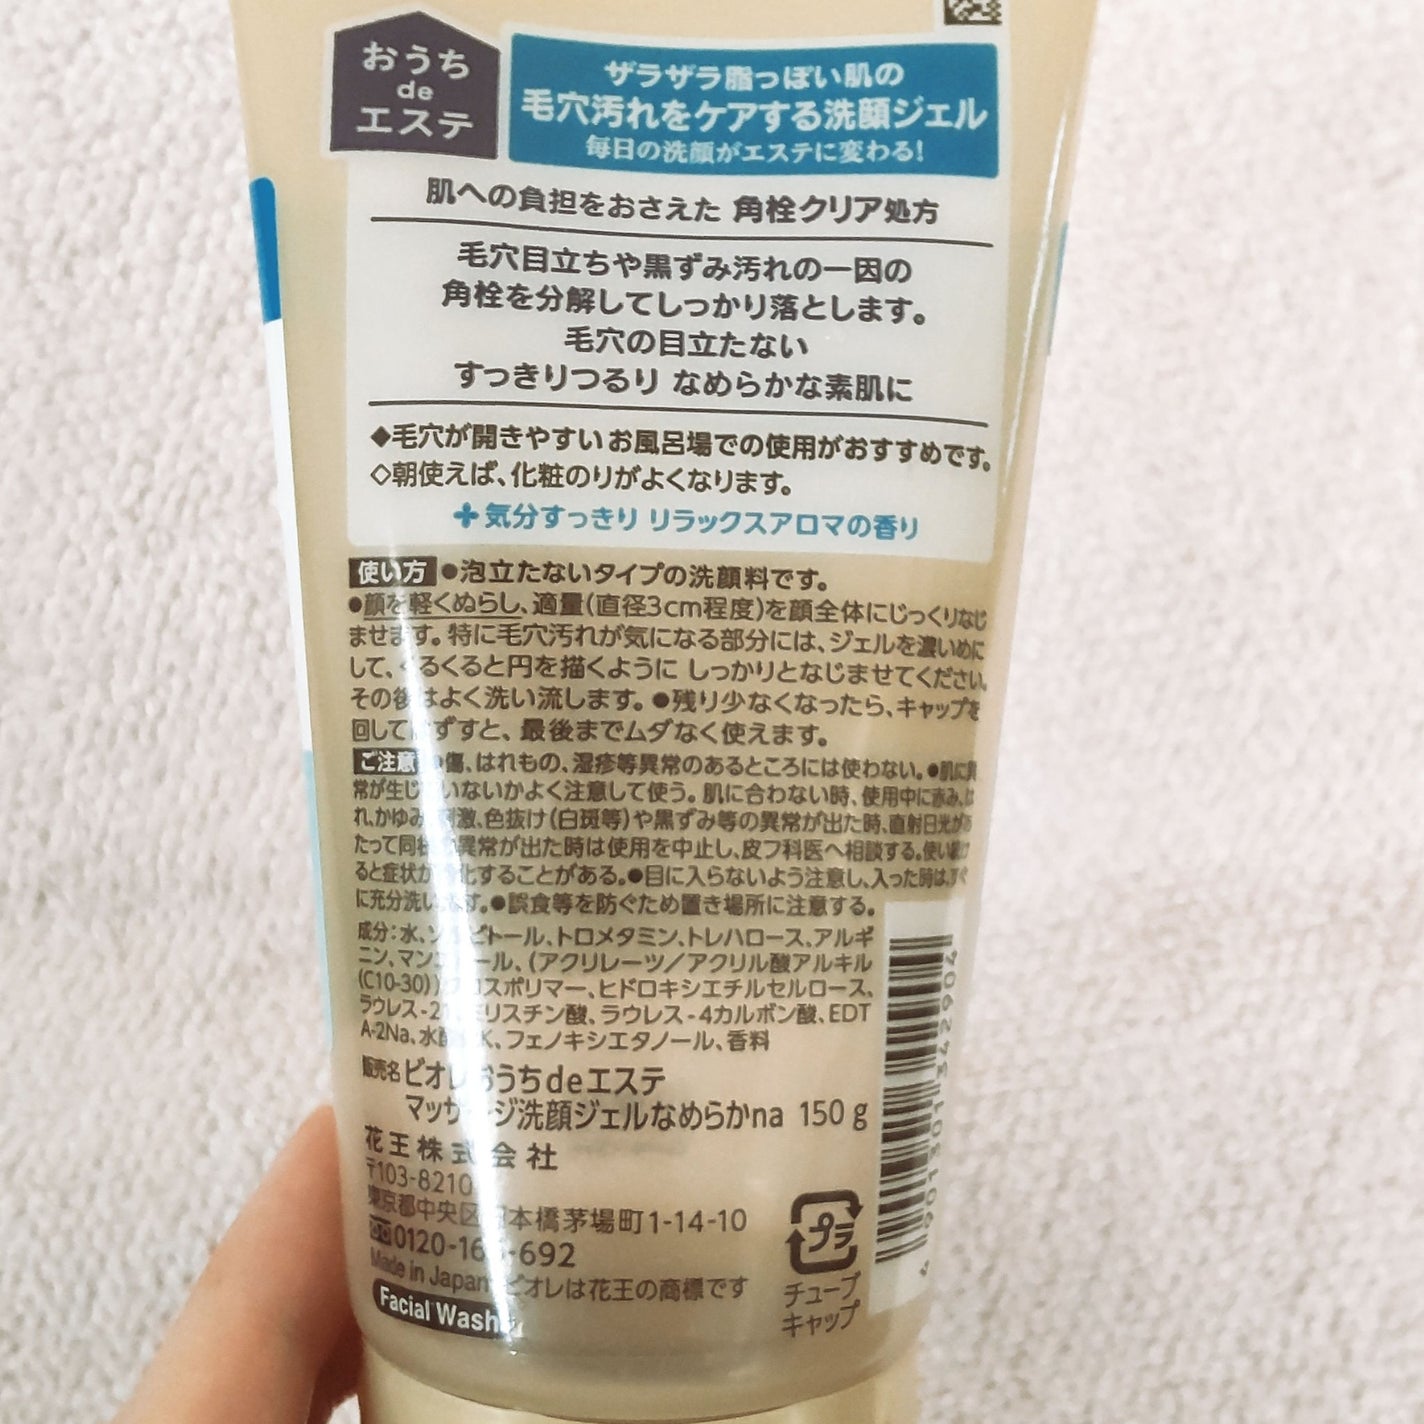 おうち
de
エステ
ザラザラ脂っぽい肌の
毛穴汚れをケアする洗顔ジェル
毎日の洗顔がエステに変わる!
肌への負担をおさえた 角栓クリア処方
毛穴目立ちや黒ずみ汚れの一因の
角栓を分解してしっかり落とします。
毛穴の目立たない
すっきりつるり なめらかな素肌に
◆毛穴が開きやすいお風呂場での使用がおすすめです。
◇朝使えば、化粧のりがよくなります。
✚気分すっきり リラックスアロマの香り
使い方 ●泡立たないタイプの洗顔料です。
●顔を軽くぬらし、適量(直径3cm程度)を顔全体にじっくりなじ
ませます。特に毛穴汚れが気になる部分には、ジェルを濃いめに
して、くるくると円を描くように しっかりとなじませてください。
その後はよく洗い流します。●残り少なくなったら、キャップを
回してはずすと、最後までムダなく使えます。
ご注意 ●傷、はれもの、湿疹等異常のあるところには使わない。●肌に異
常が生じていないかよく注意して使う。肌に合わない時、使用中に赤み、は
れ、かゆみ、刺激、色抜け(白斑等)や黒ずみ等の異常が出た時、直射日光があ
たって同様の異常が出た時は使用を中止し、皮フ科医へ相談する。使い続け
ると症状が悪化することがある。●目に入らないよう注意し、入った時は、すぐ
に充分洗い流す。●誤食等を防ぐため置き場所に注意する。
成分:水、ソルビトール、トロメタミン、トレハロース、アルギ
ニン、マンニトール、(アクリレーツ/アクリル酸アルキル
(C10-30))クロスポリマー、ヒドロキシエチルセルロース、
ラウレス-21、ミリスチン酸、ラウレス-4カルボン酸、EDT
A-2Na、水酸化K、フェノキシエタノール、香料
販売名 ビオレおうちdeエステ
マッサージ洗顔ジェルなめらかna 150g
花王株式会社
〒103-8210
東京都中央区日本橋茅場町1-14-10
0120-165-692
Made in Japan ビオレは花王の商標です
Facial Wash
プラ
チューブ
キャップ
4 901301 342904